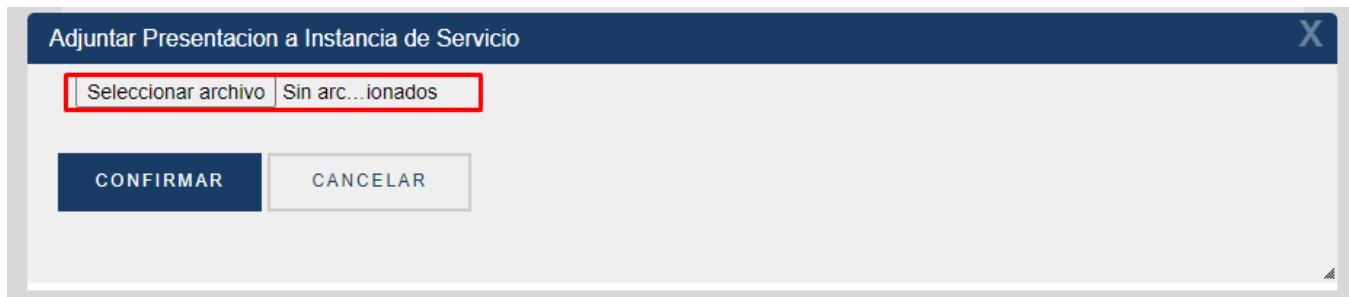 Adjuntar Presentacion a Instancia de Servicio X
Seleccionar archivo Sin arc...ionados
CONFIRMAR CANCELAR